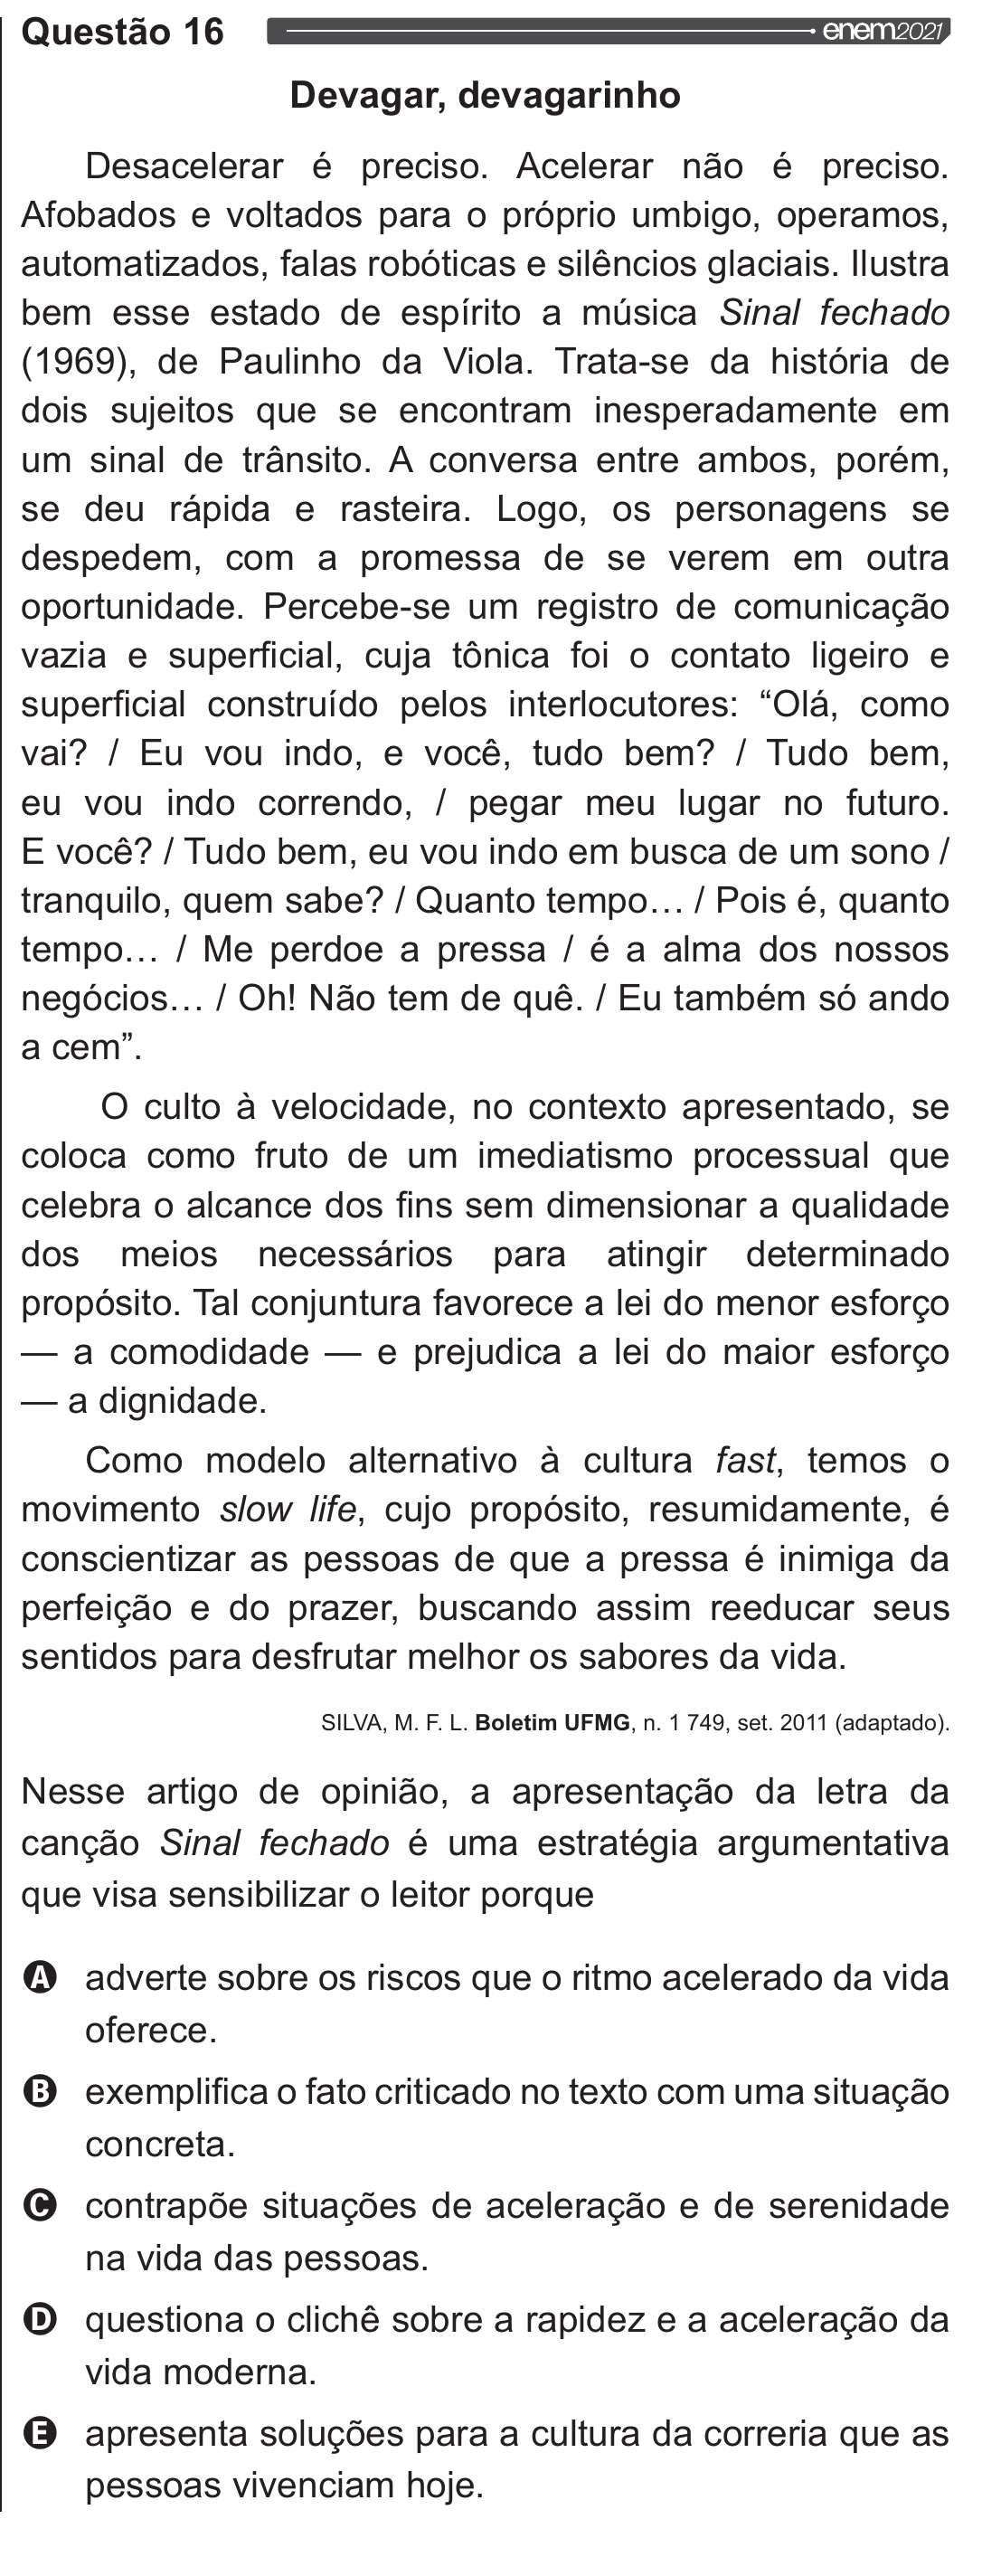 Questão 16
enem2021
Devagar, devagarinho
Desacelerar é preciso. Acelerar não é preciso.
Afobados e voltados para o próprio umbigo, operamos,
automatizados, falas robóticas e silêncios glaciais. Ilustra
bem esse estado de espírito a música Sinal fechado
(1969), de Paulinho da Viola. Trata-se da história de
dois sujeitos que se encontram inesperadamente em
um sinal de trânsito. A conversa entre ambos, porém,
se deu rápida e rasteira. Logo, os personagens se
despedem, com a promessa de se verem em outra
oportunidade. Percebe-se um registro de comunicação
vazia e superficial, cuja tônica foi o contato ligeiro e
superficial construído pelos interlocutores: “Olá, como
vai? / Eu vou indo, e você, tudo bem? / Tudo bem,
eu vou indo correndo, / pegar meu lugar no futuro.
E você? / Tudo bem, eu vou indo em busca de um sono /
tranquilo, quem sabe? / Quanto tempo... / Pois é, quanto
tempo... / Me perdoe a pressa / é a alma dos nossos
negócios... / Oh! Não tem de quê. / Eu também só ando
a cem”.
O culto à velocidade, no contexto apresentado, se
coloca como fruto de um imediatismo processual que
celebra o alcance dos fins sem dimensionar a qualidade
dos meios necessários para atingir determinado
propósito. Tal conjuntura favorece a lei do menor esforço
— a comodidade — e prejudica a lei do maior esforço
— a dignidade.
Como modelo alternativo à cultura fast, temos o
movimento slow life, cujo propósito, resumidamente, é
conscientizar as pessoas de que a pressa é inimiga da
perfeição e do prazer, buscando assim reeducar seus
sentidos para desfrutar melhor os sabores da vida.
SILVA, M. F. L. Boletim UFMG, n. 1 749, set. 2011 (adaptado).
Nesse artigo de opinião, a apresentação da letra da
canção Sinal fechado é uma estratégia argumentativa
que visa sensibilizar o leitor porque
A adverte sobre os riscos que o ritmo acelerado da vida
oferece.
B exemplifica o fato criticado no texto com uma situação
concreta.
C contrapõe situações de aceleração e de serenidade
na vida das pessoas.
D questiona o clichê sobre a rapidez e a aceleração da
vida moderna.
E apresenta soluções para a cultura da correria que as
pessoas vivenciam hoje.